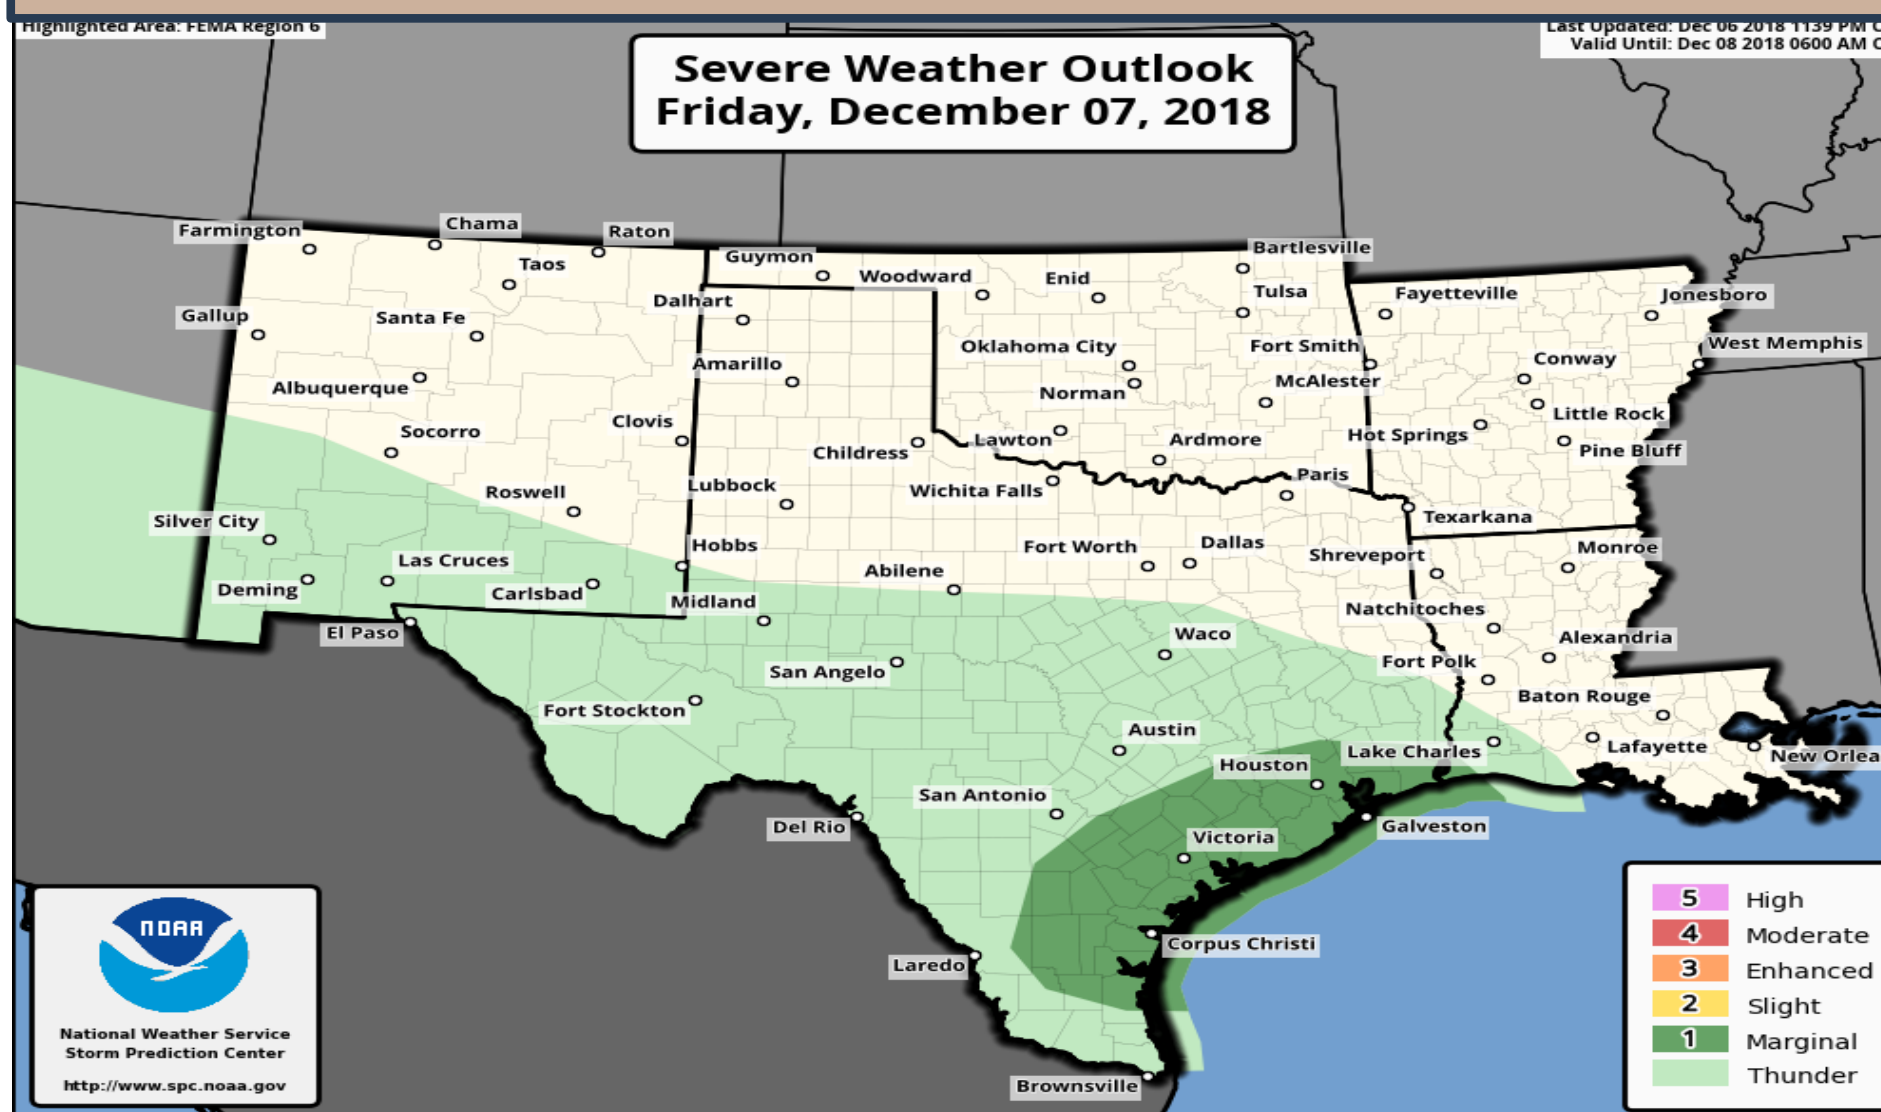 Highlighted Area: FEMA Region 6
Last Updated: Dec 06 2018 1139 PM
Valid Until: Dec 08 2018 0600 AM
Severe Weather Outlook
Friday, December 07, 2018
Farmington
Chama
Raton
Taos
Guymon
Woodward
Enid
Bartlesville
Tulsa
Dalhart
Gallup
Santa Fe
Fayetteville
Jonesboro
West Memphis
Oklahoma City
Fort Smith
Conway
Amarillo
Albuquerque
Norman
McAlester
Little Rock
Clovis
Socorro
Childress
Lawton
Ardmore
Hot Springs
Pine Bluff
Roswell
Lubbock
Wichita Falls
Paris
Silver City
Texarkana
Hobbs
Fort Worth
Dallas
Shreveport
Monroe
Las Cruces
Abilene
Deming
Carlsbad
Midland
Natchitoches
El Paso
Waco
Alexandria
San Angelo
Fort Polk
Baton Rouge
Fort Stockton
Austin
Lake Charles
Lafayette
New Orlea
Houston
San Antonio
Del Rio
Galveston
Victoria
Corpus Christi
Laredo
Brownsville
NOAA
National Weather Service
Storm Prediction Center
http://www.spc.noaa.gov
5 High
4 Moderate
3 Enhanced
2 Slight
1 Marginal
Thunder